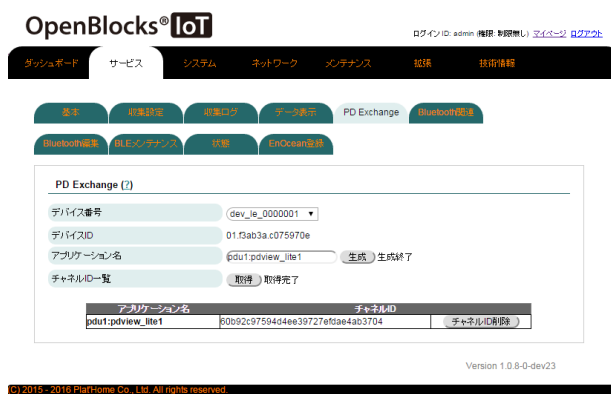 OpenBlocks® IoT
ログインID: admin (権限: 制限無し) マイページ ログアウト
ダッシュボード サービス システム ネットワーク メンテナンス 拡張 技術情報
基本 収集設定 収集ログ データ表示 PD Exchange Bluetooth関連
Bluetooth編集 BLEメンテナンス 状態 EnOcean登録
PD Exchange (?)
デバイス番号 dev_le_0000001
デバイスID 01.f3ab3a.c075970e
アプリケーション名 pdu1:pdview_lite1 生成 生成終了
チャネルID一覧 取得 取得完了
アプリケーション名 チャネルID
pdu1:pdview_lite1 60b92c97594d4ee39727efdae4ab3704 チャネルID削除
Version 1.0.8-0-dev23
(C) 2015 - 2016 Plat'Home Co., Ltd. All rights reserved.